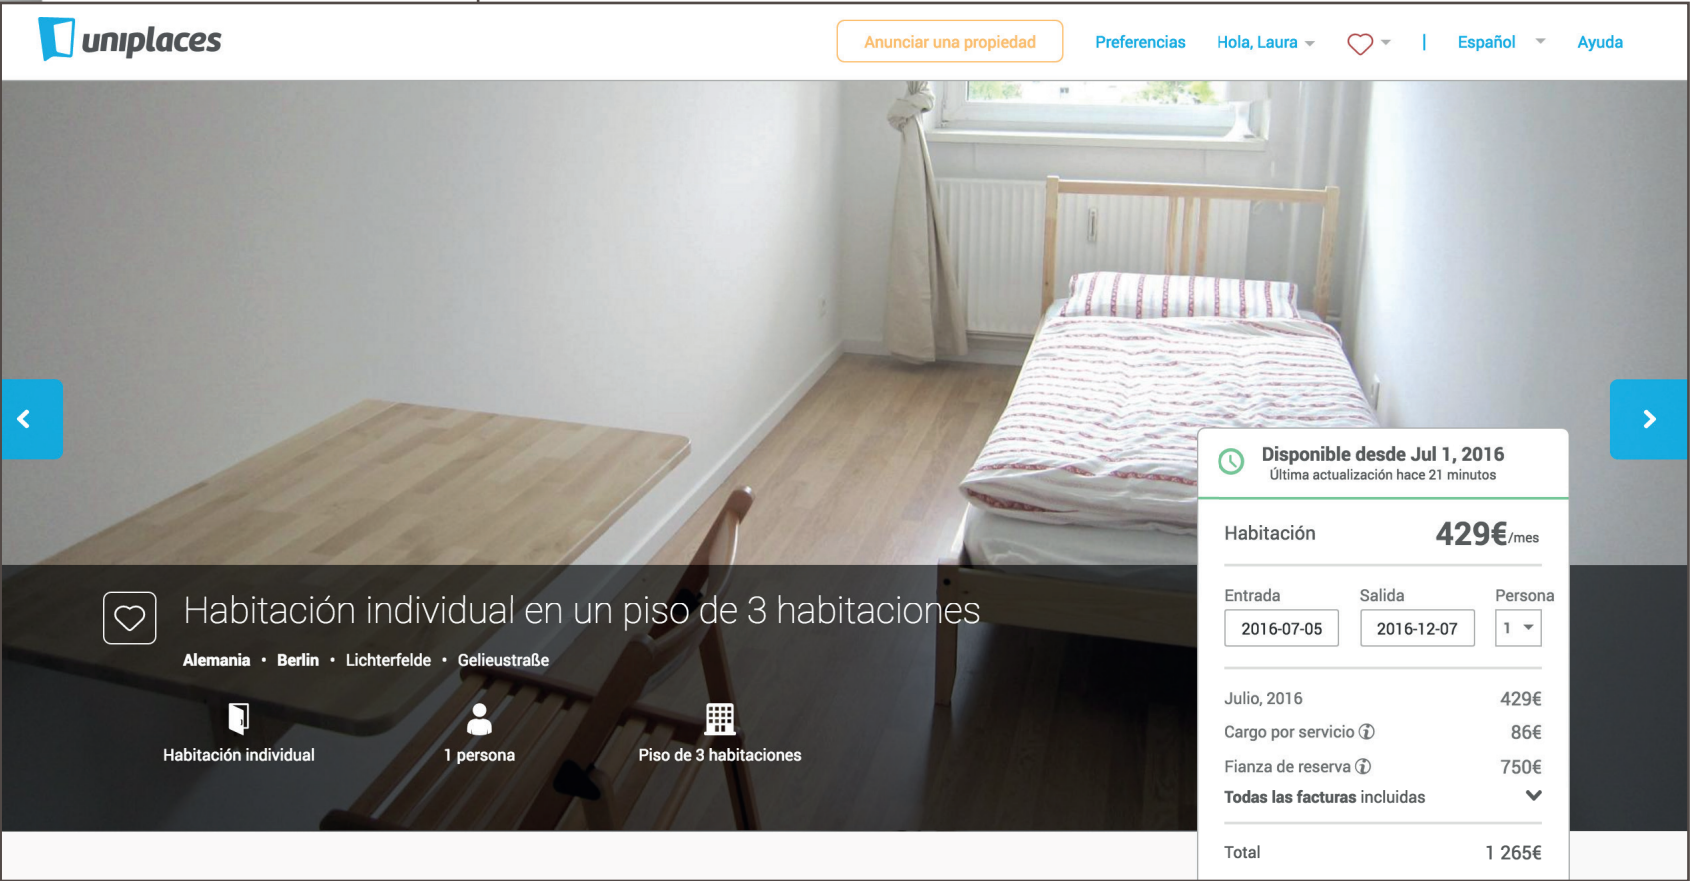 uniplaces
Anunciar una propiedad
Preferencias
Hola, Laura
Español
Ayuda
Disponible desde Jul 1, 2016
Última actualización hace 21 minutos
Habitación 429€/mes
Entrada Salida Persona
2016-07-05 2016-12-07 1
Julio, 2016 429€
Cargo por servicio 86€
Fianza de reserva 750€
Todas las facturas incluidas
Total 1 265€
Habitación individual en un piso de 3 habitaciones
Alemania • Berlin • Lichterfelde • Gelieustraße
Habitación individual
1 persona
Piso de 3 habitaciones